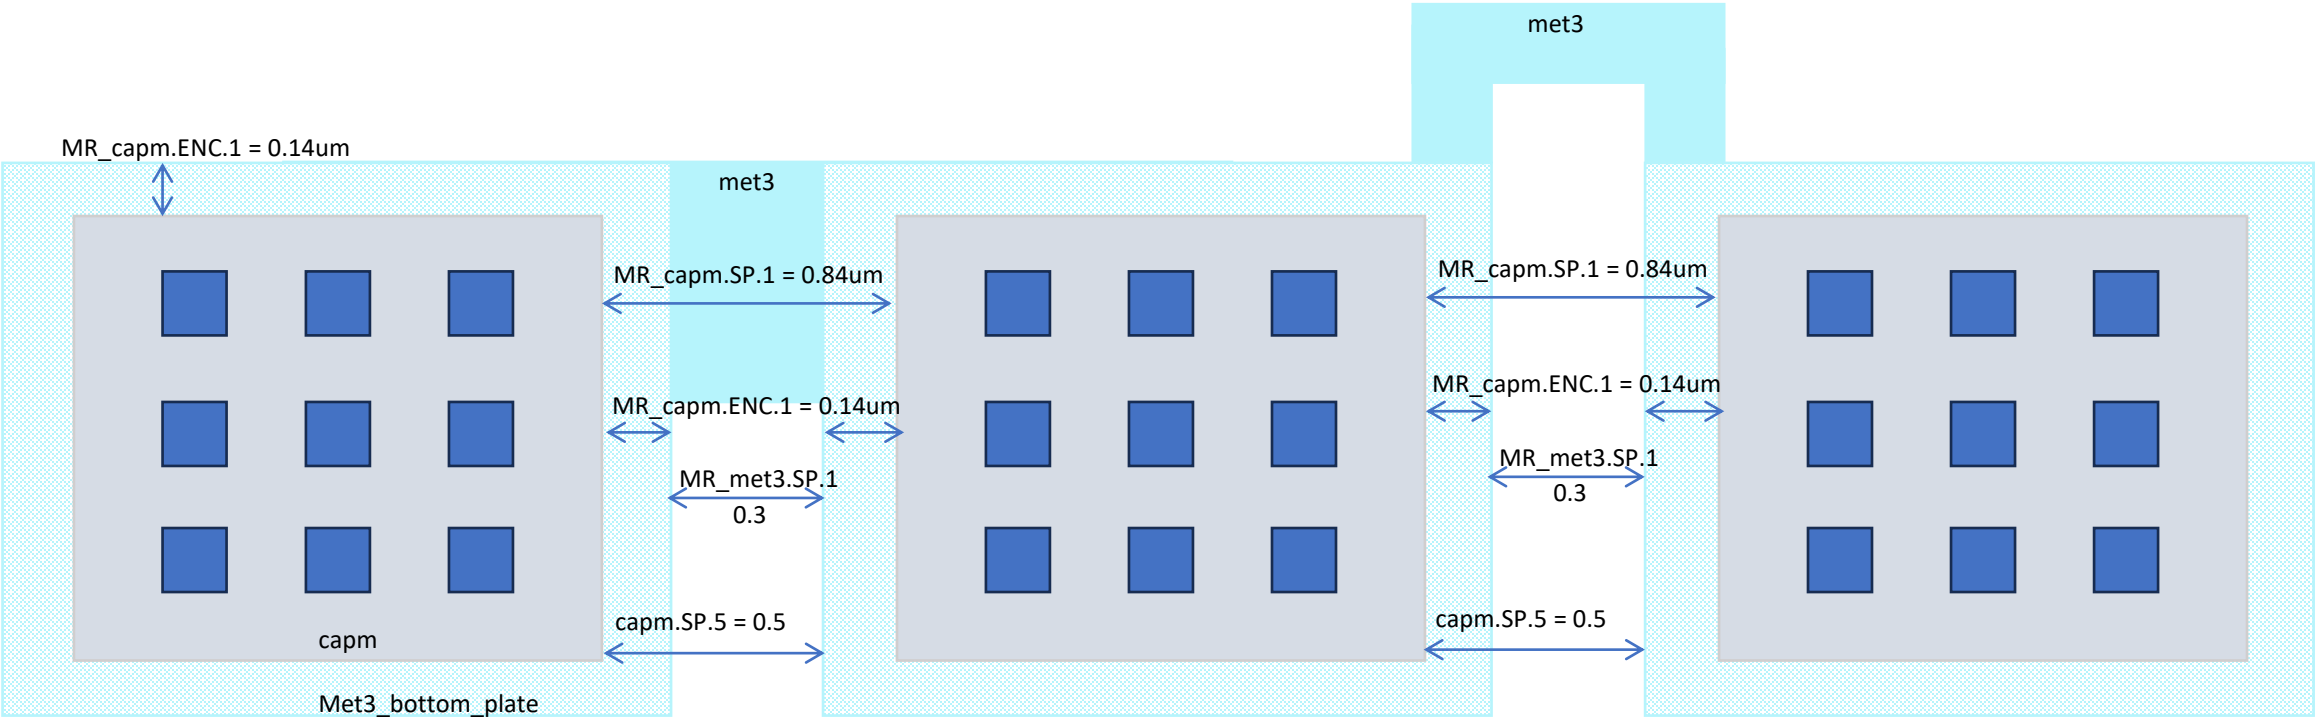 met3
MR_capm.ENC.1 = 0.14um
met3
MR_capm.SP.1 = 0.84um
MR_capm.SP.1 = 0.84um
MR_capm.ENC.1 = 0.14um
MR_capm.ENC.1 = 0.14um
MR_met3.SP.1
0.3
MR_met3.SP.1
0.3
capm.SP.5 = 0.5
capm.SP.5 = 0.5
capm
Met3_bottom_plate